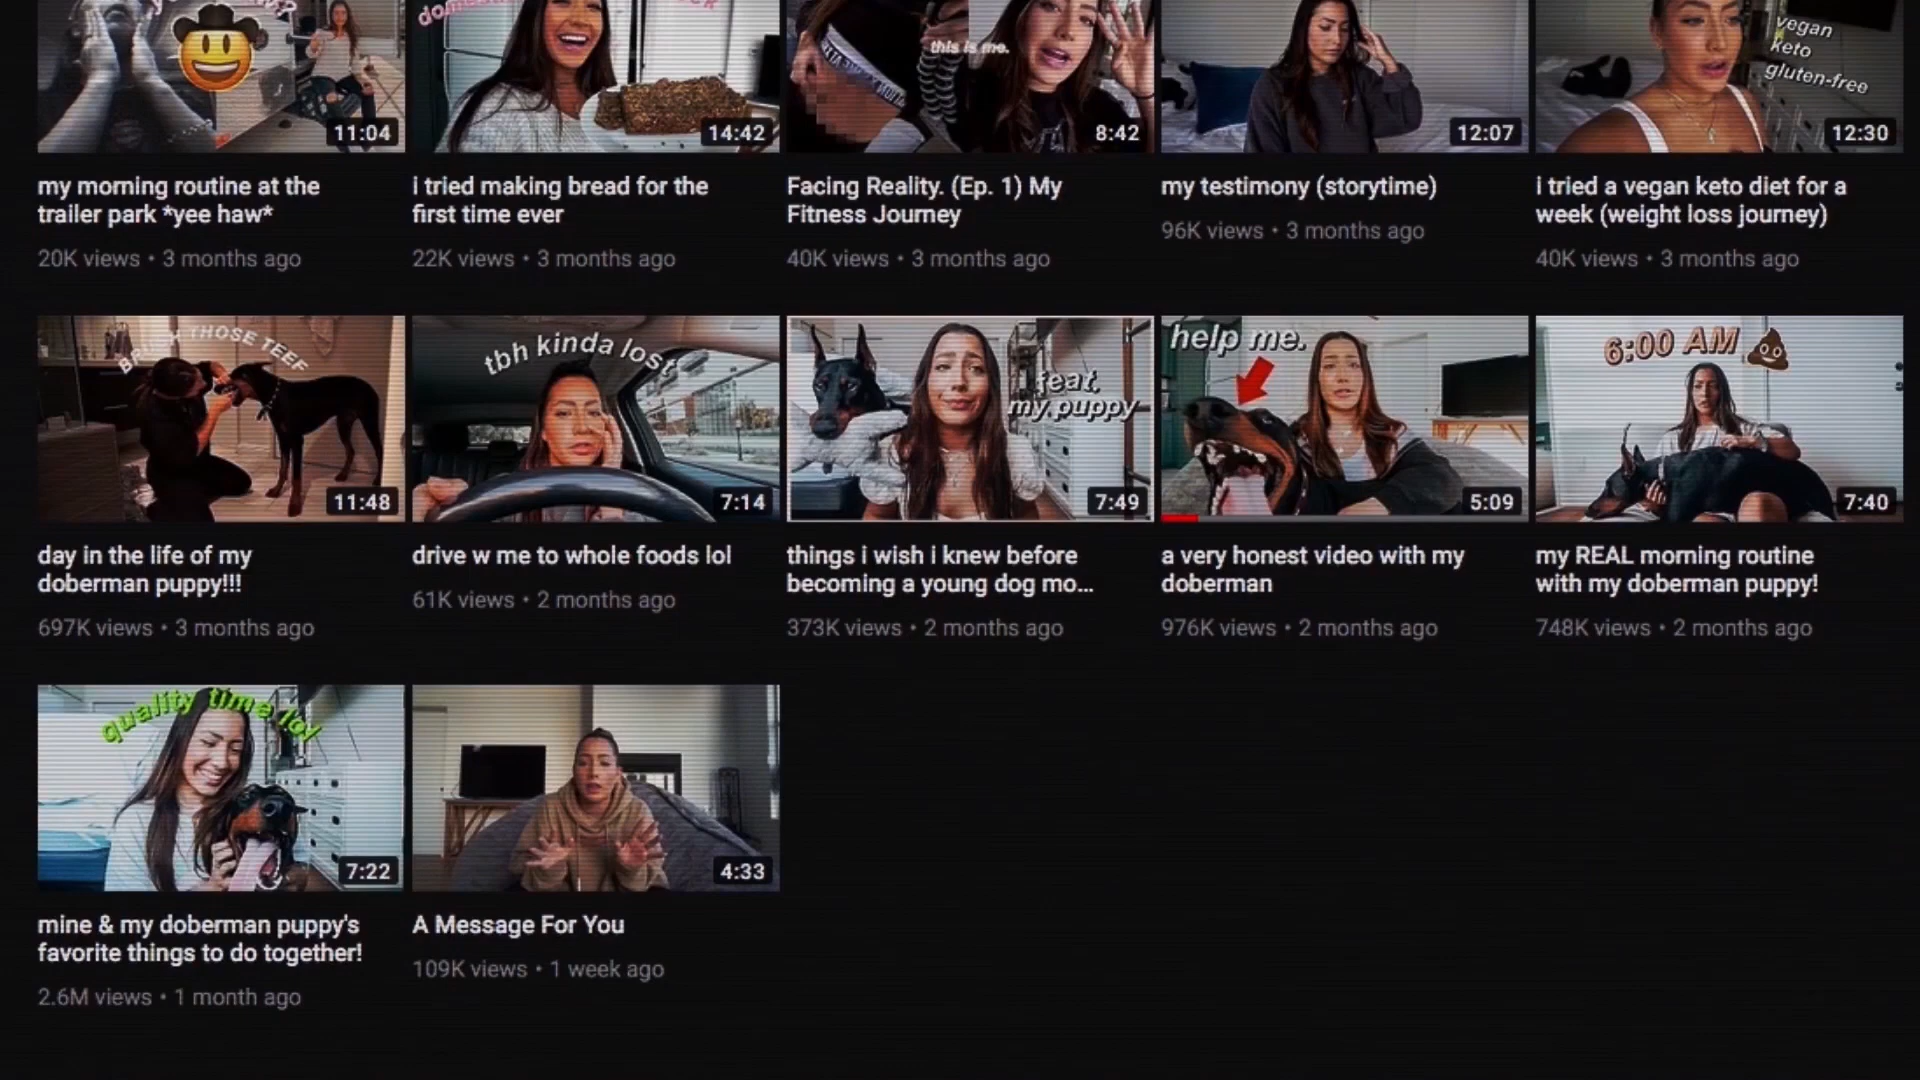 11:04
14:42
this is me.
8:42
12:07
vegan
keto
gluten-free
12:30
my morning routine at the
trailer park *yee haw*
20K views • 3 months ago
i tried making bread for the
first time ever
22K views • 3 months ago
Facing Reality. (Ep. 1) My
Fitness Journey
40K views • 3 months ago
my testimony (storytime)
96K views • 3 months ago
i tried a vegan keto diet for a
week (weight loss journey)
40K views • 3 months ago
BRUSH THOSE TEEF
11:48
tbh kinda lost
7:14
feat.
my puppy
7:49
help me.
5:09
6:00 AM
7:40
day in the life of my
doberman puppy!!!
697K views • 3 months ago
drive w me to whole foods lol
61K views • 2 months ago
things i wish i knew before
becoming a young dog mo...
373K views • 2 months ago
a very honest video with my
doberman
976K views • 2 months ago
my REAL morning routine
with my doberman puppy!
748K views • 2 months ago
quality time lol
7:22
4:33
mine & my doberman puppy's
favorite things to do together!
2.6M views • 1 month ago
A Message For You
109K views • 1 week ago